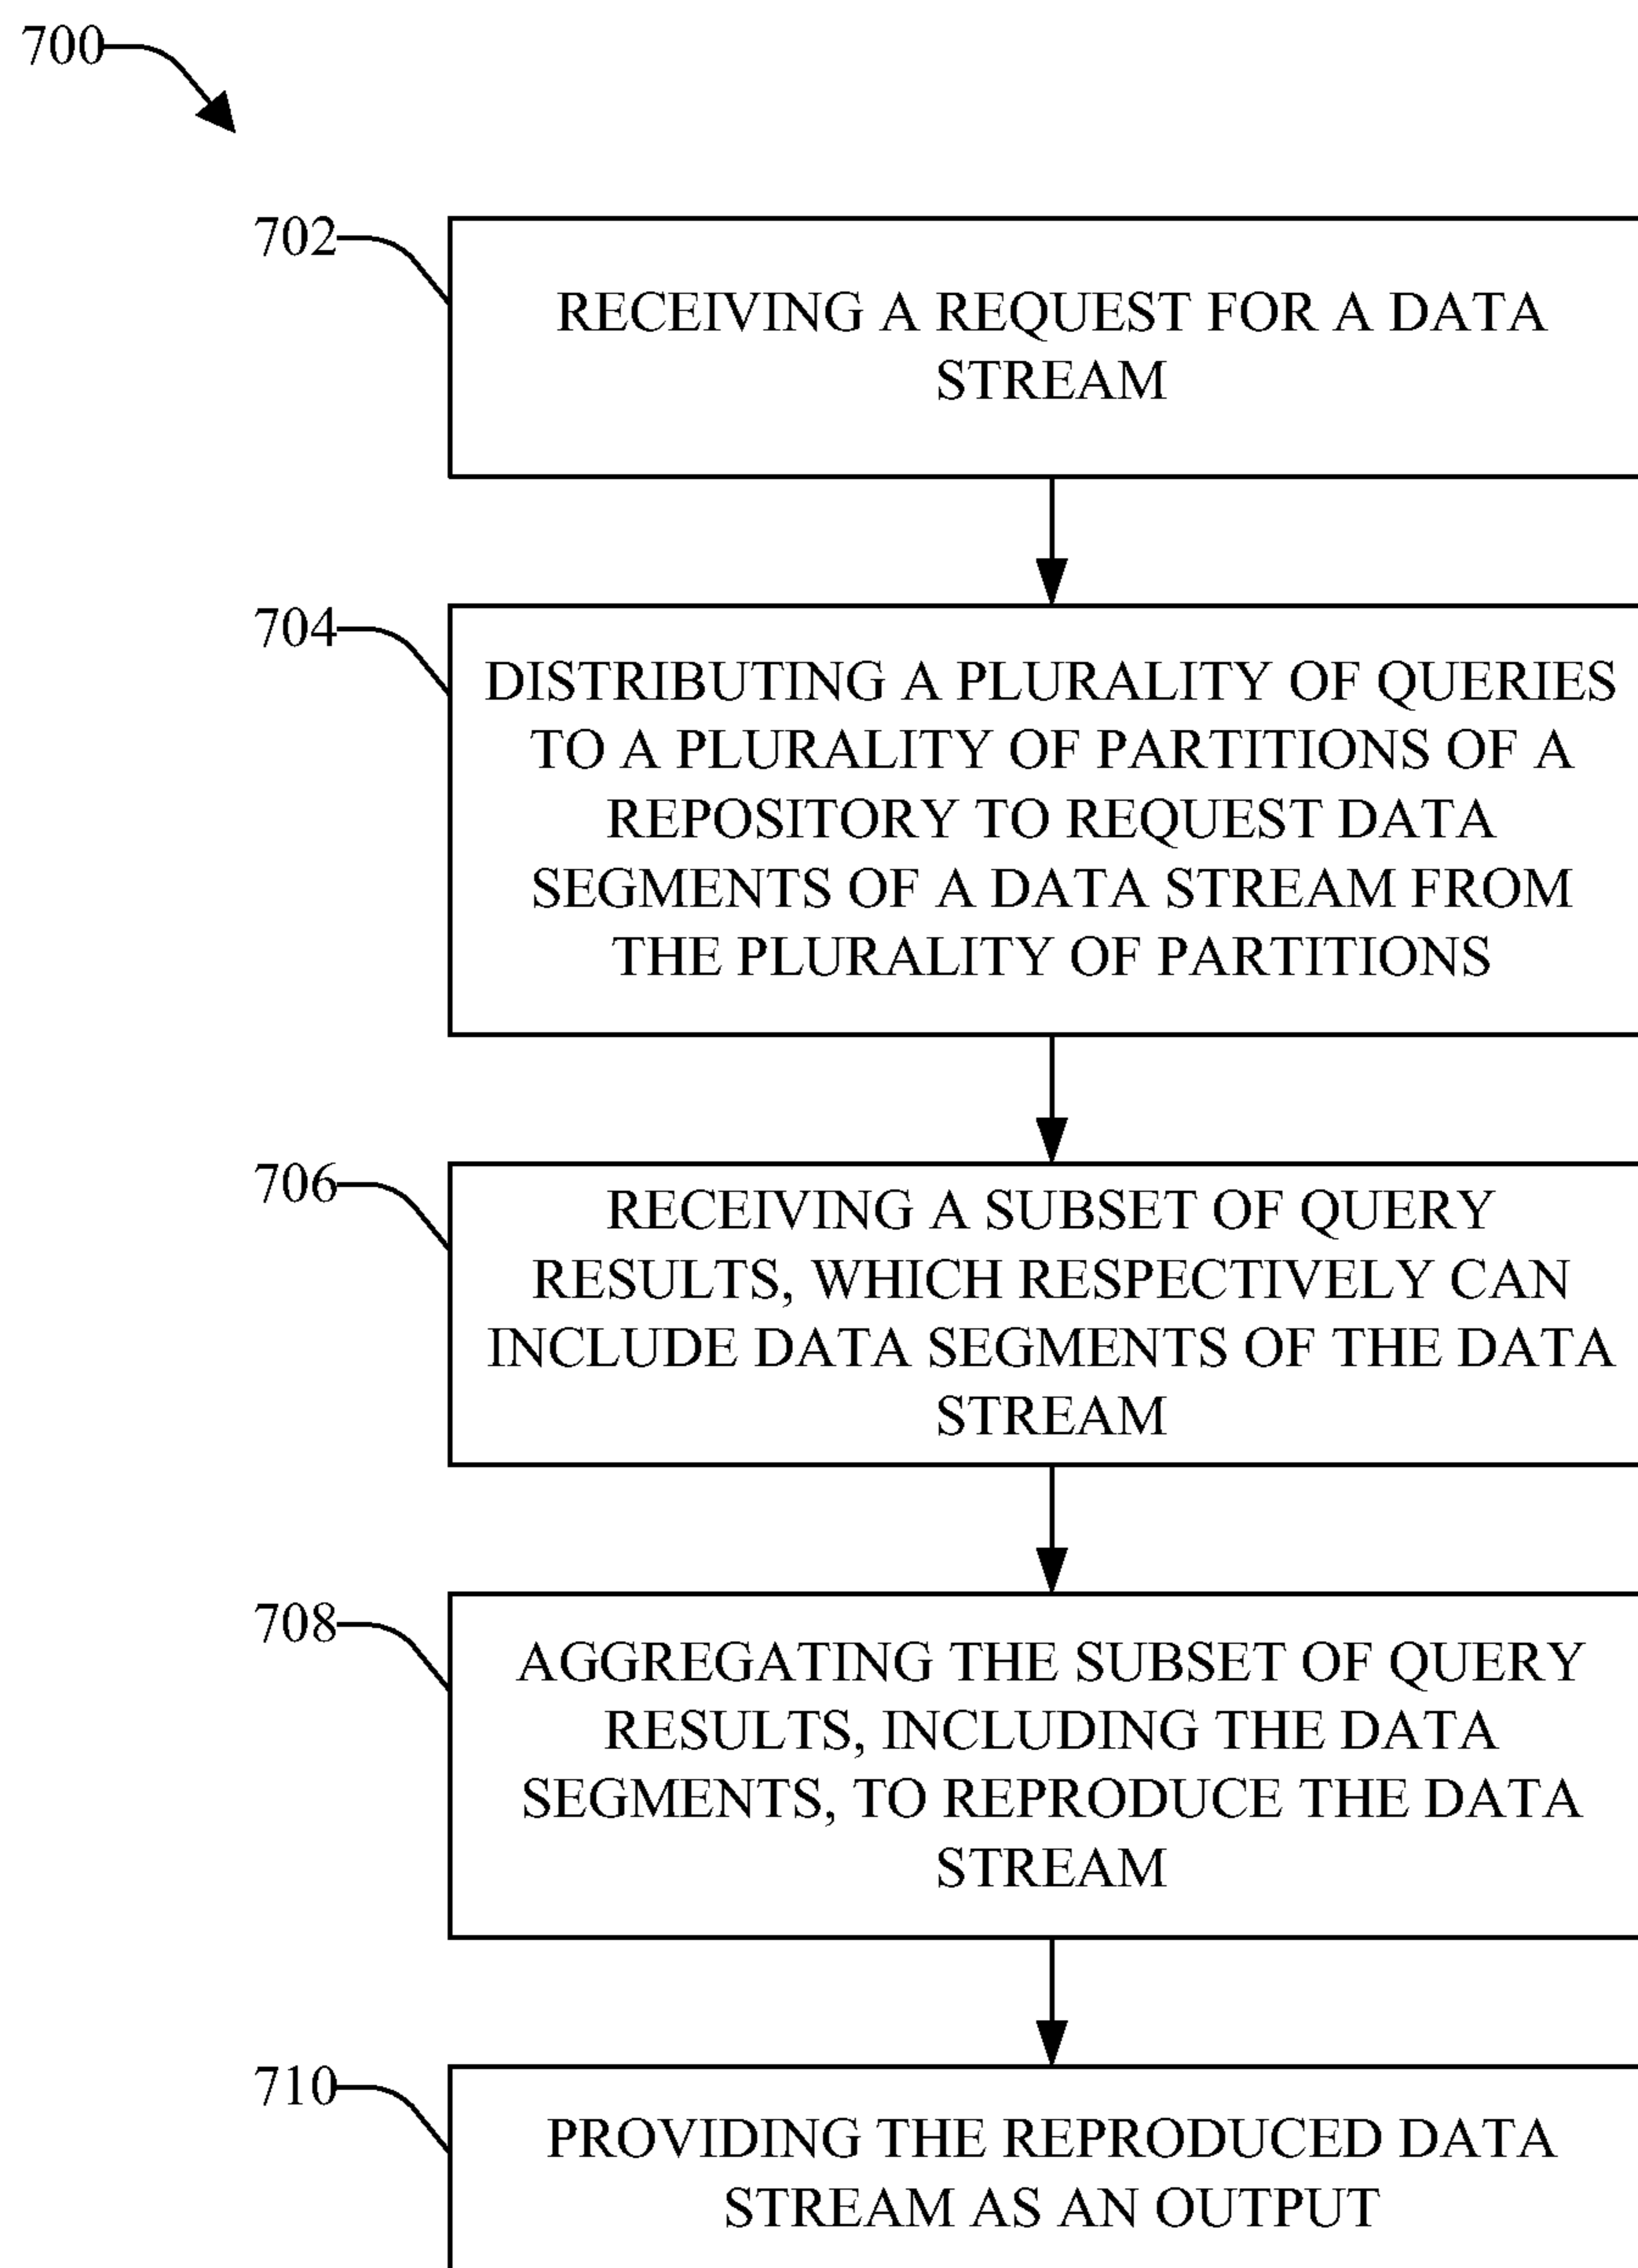 700
702
RECEIVING A REQUEST FOR A DATA
STREAM
704
DISTRIBUTING A PLURALITY OF QUERIES
TO A PLURALITY OF PARTITIONS OF A
REPOSITORY TO REQUEST DATA
SEGMENTS OF A DATA STREAM FROM
THE PLURALITY OF PARTITIONS
706
RECEIVING A SUBSET OF QUERY
RESULTS, WHICH RESPECTIVELY CAN
INCLUDE DATA SEGMENTS OF THE DATA
STREAM
708
AGGREGATING THE SUBSET OF QUERY
RESULTS, INCLUDING THE DATA
SEGMENTS, TO REPRODUCE THE DATA
STREAM
710
PROVIDING THE REPRODUCED DATA
STREAM AS AN OUTPUT